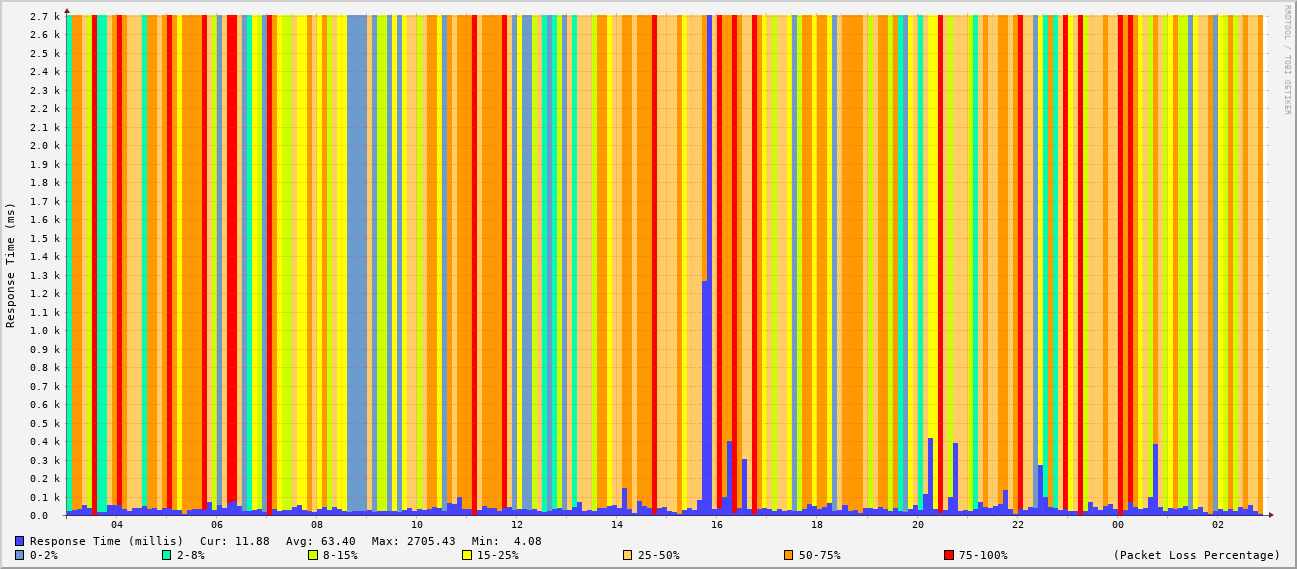 2.7 k
2.6 k
2.5 k
2.4 k
2.3 k
2.2 k
2.1 k
2.0 k
1.9 k
1.8 k
1.7 k
1.6 k
1.5 k
1.4 k
1.3 k
1.2 k
1.1 k
1.0 k
0.9 k
0.8 k
0.7 k
0.6 k
0.5 k
0.4 k
0.3 k
0.2 k
0.1 k
0.0
Response Time (ms)
RRDTOOL / TOBI OETIKER
04 06 08 10 12 14 16 18 20 22 00 02
Response Time (millis) Cur: 11.88 Avg: 63.40 Max: 2705.43 Min: 4.08
0-2% 2-8% 8-15% 15-25% 25-50% 50-75% 75-100% (Packet Loss Percentage)